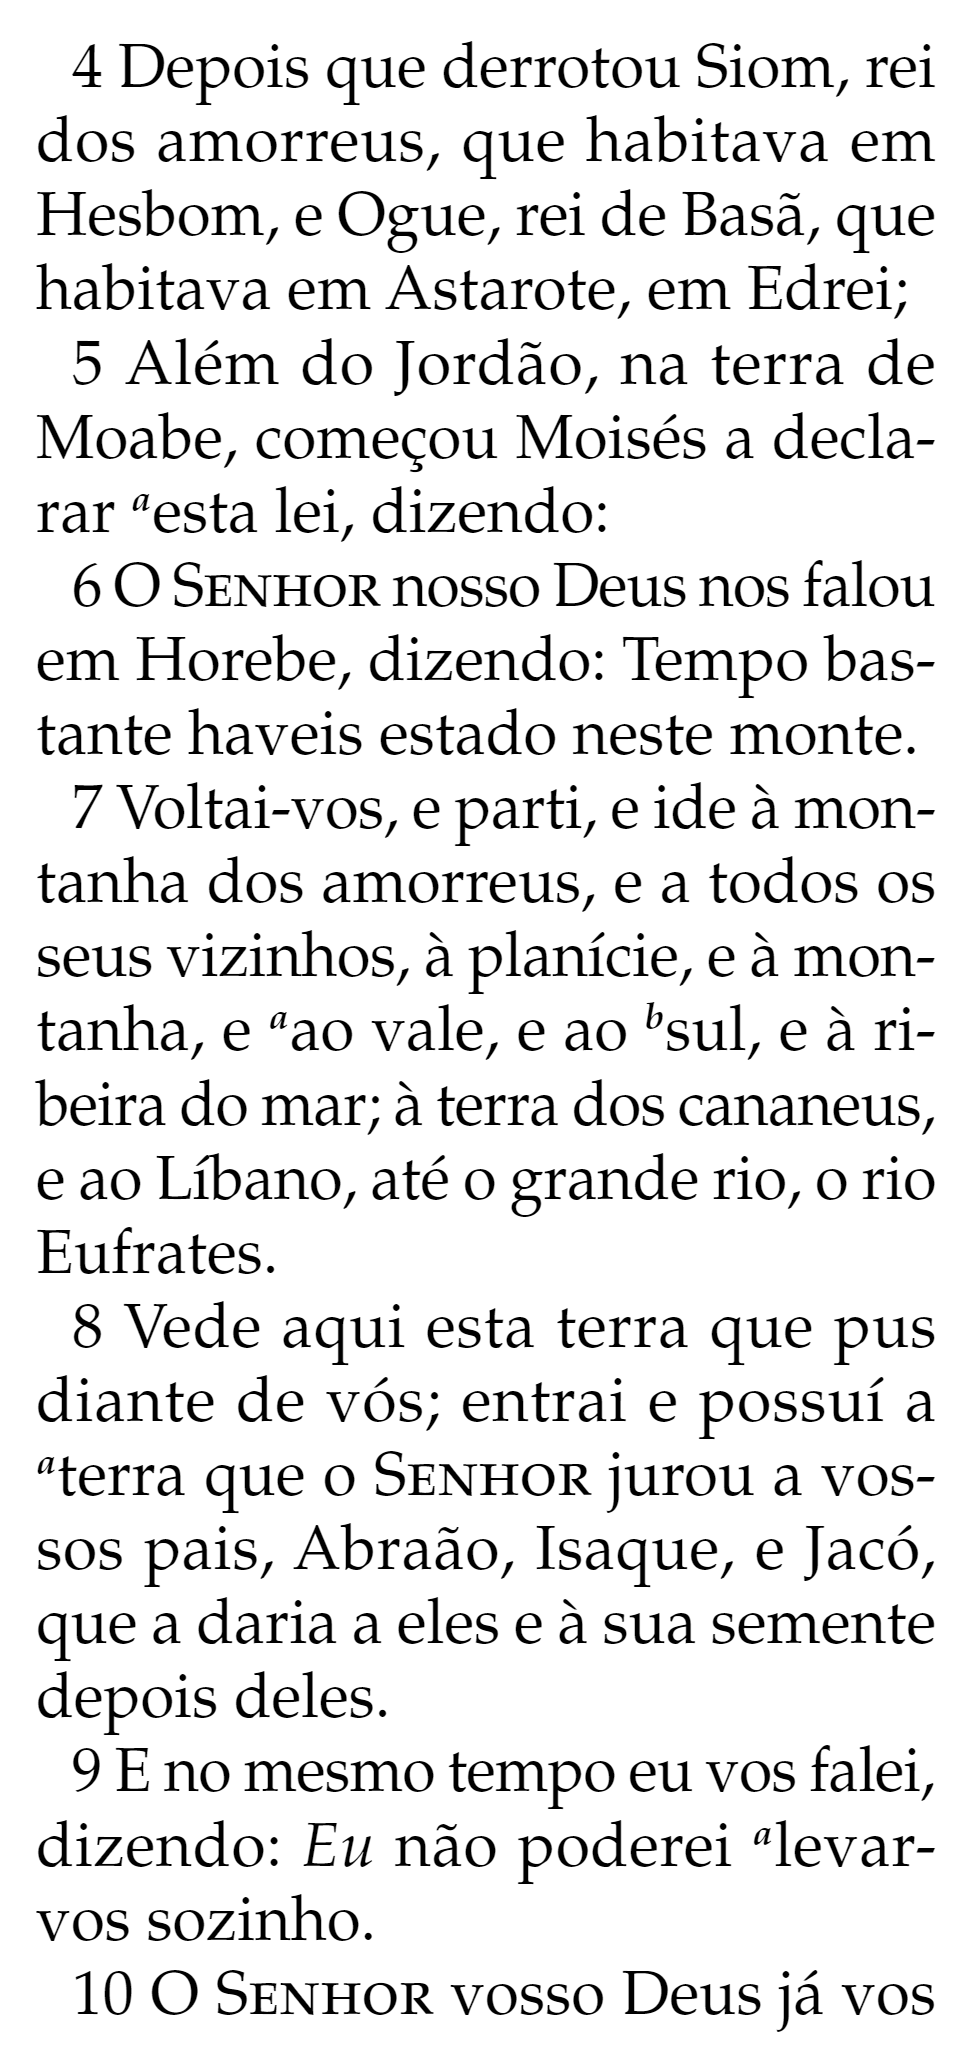 4 Depois que derrotou Siom, rei
dos amorreus, que habitava em
Hesbom, e Ogue, rei de Basã, que
habitava em Astarote, em Edrei;
5 Além do Jordão, na terra de
Moabe, começou Moisés a decla-
rar aesta lei, dizendo:
6 O SENHOR nosso Deus nos falou
em Horebe, dizendo: Tempo bas-
tante haveis estado neste monte.
7 Voltai-vos, e parti, e ide à mon-
tanha dos amorreus, e a todos os
seus vizinhos, à planície, e à mon-
tanha, e aao vale, e ao bsul, e à ri-
beira do mar; à terra dos cananeus,
e ao Líbano, até o grande rio, o rio
Eufrates.
8 Vede aqui esta terra que pus
diante de vós; entrai e possuí a
aterra que o SENHOR jurou a vos-
sos pais, Abraão, Isaque, e Jacó,
que a daria a eles e à sua semente
depois deles.
9 E no mesmo tempo eu vos falei,
dizendo: Eu não poderei alevar-
vos sozinho.
10 O SENHOR vosso Deus já vos